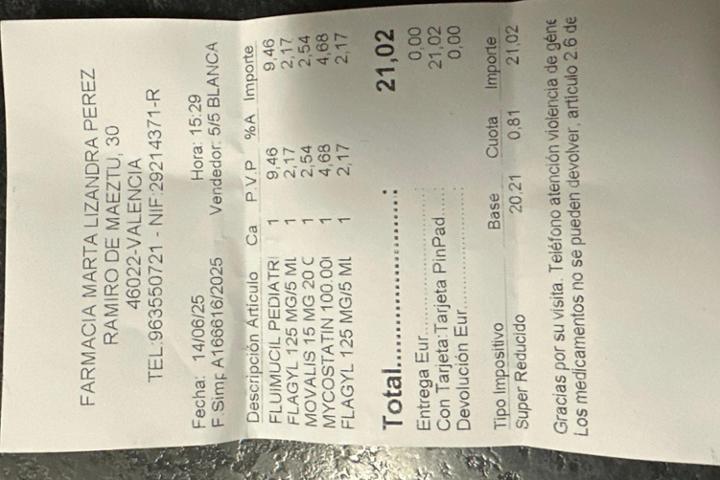 FARMACIA MARTA LIZANDRA PEREZ
RAMIRO DE MAEZTU, 30
46022-VALENCIA
TEL:963550721 - NIF:29214371-R
Fecha: 14/06/25 Hora: 15:29
F.Simp A166616/2025 Vendedor: 5/5 BLANCA
Descripción Artículo Ca P.V.P %A Importe
FLUIMUCIL PEDIATRI 1 9,46 9,46
FLAGYL 125 MG/5 ML 1 2,17 2,17
MOVALIS 15 MG 20 C 1 2,54 2,54
MYCOSTATIN 100.000 1 4,68 4,68
FLAGYL 125 MG/5 ML 1 2,17 2,17
Total........................: 21,02
Entrega Eur........................ 0,00
Con Tarjeta:Tarjeta PinPad...... 21,02
Devolución Eur.................... 0,00
Tipo Impositivo Base Cuota Importe
Super Reducido 20,21 0,81 21,02
Gracias por su visita. Teléfono atención violencia de géne
Los medicamentos no se pueden devolver, artículo 2.6 de